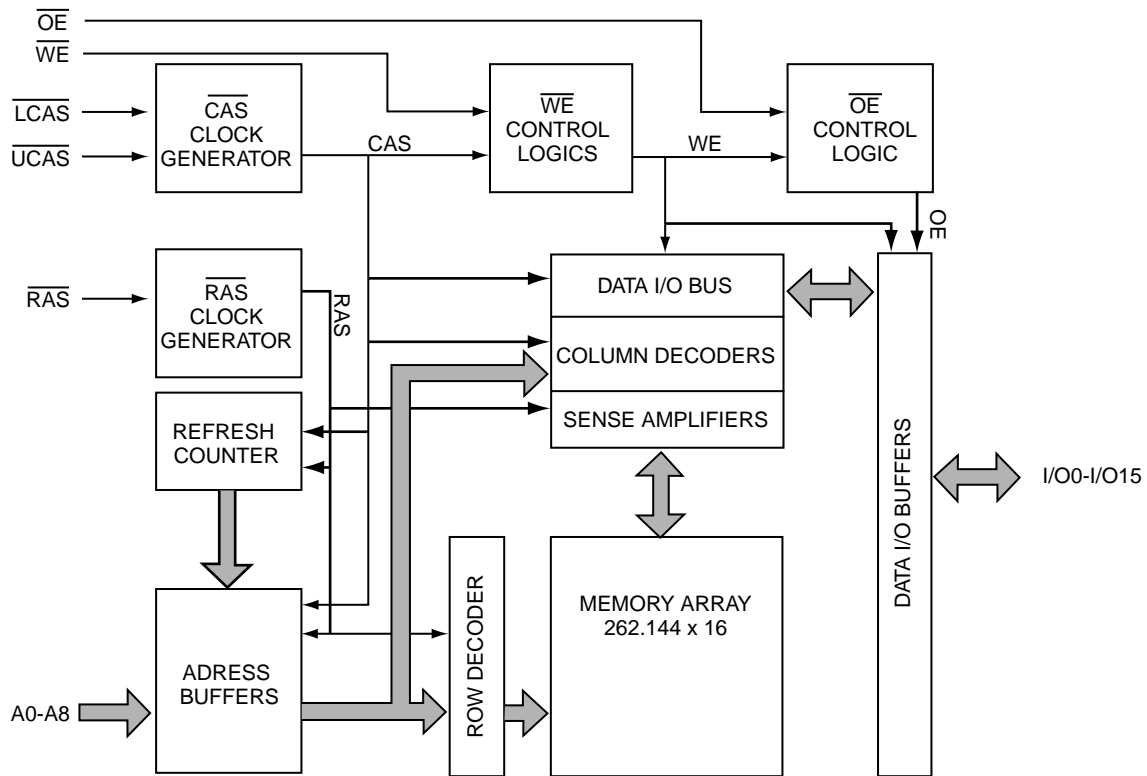 OE
WE
LCAS
UCAS
CAS
CLOCK
GENERATOR
CAS
WE
CONTROL
LOGICS
WE
OE
CONTROL
LOGIC
OE
RAS
RAS
CLOCK
GENERATOR
RAS
DATA I/O BUS
COLUMN DECODERS
SENSE AMPLIFIERS
REFRESH
COUNTER
DATA I/O BUFFERS
I/O0-I/O15
ROW DECODER
MEMORY ARRAY
262.144 x 16
ADRESS
BUFFERS
A0-A8